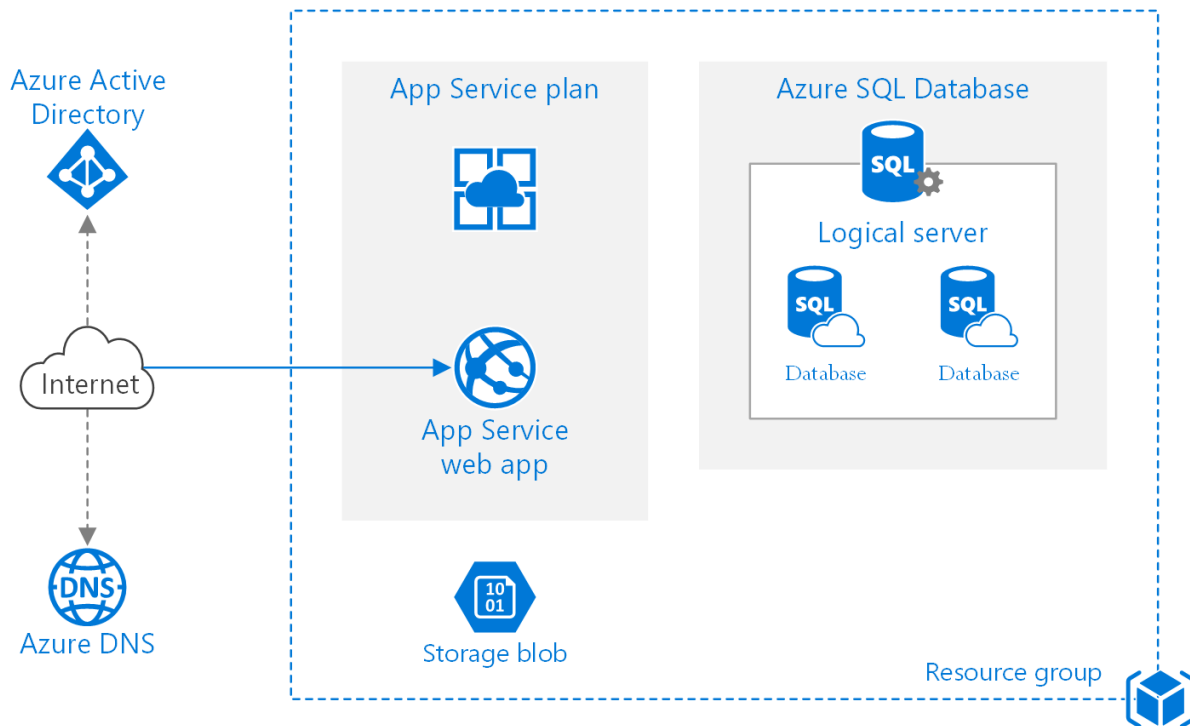 Azure Active
Directory
App Service plan
Azure SQL Database
SQL
Logical server
SQL
SQL
Database
Database
Internet
App Service
web app
DNS
Azure DNS
10
01
Storage blob
Resource group